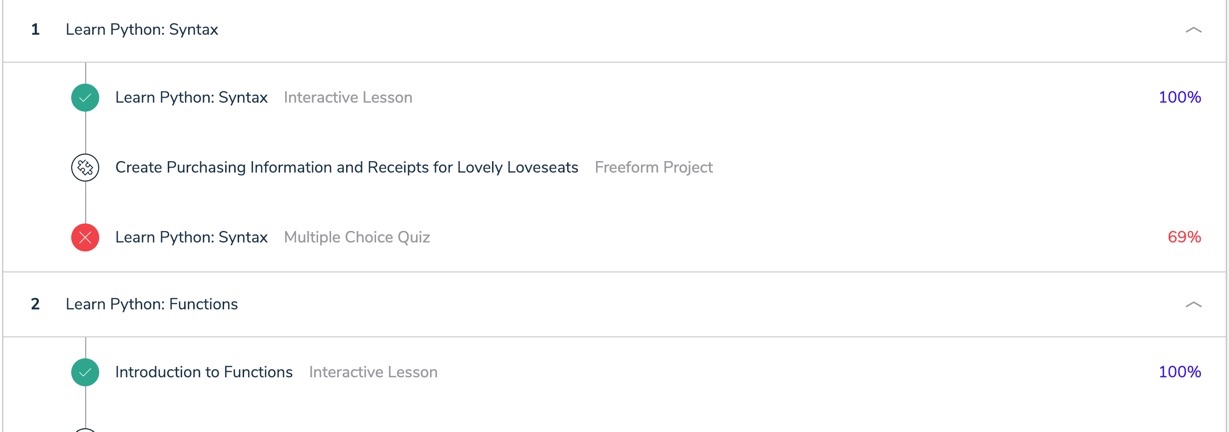 1 Learn Python: Syntax
Learn Python: Syntax Interactive Lesson 100%
Create Purchasing Information and Receipts for Lovely Loveseats Freeform Project
Learn Python: Syntax Multiple Choice Quiz 69%
2 Learn Python: Functions
Introduction to Functions Interactive Lesson 100%